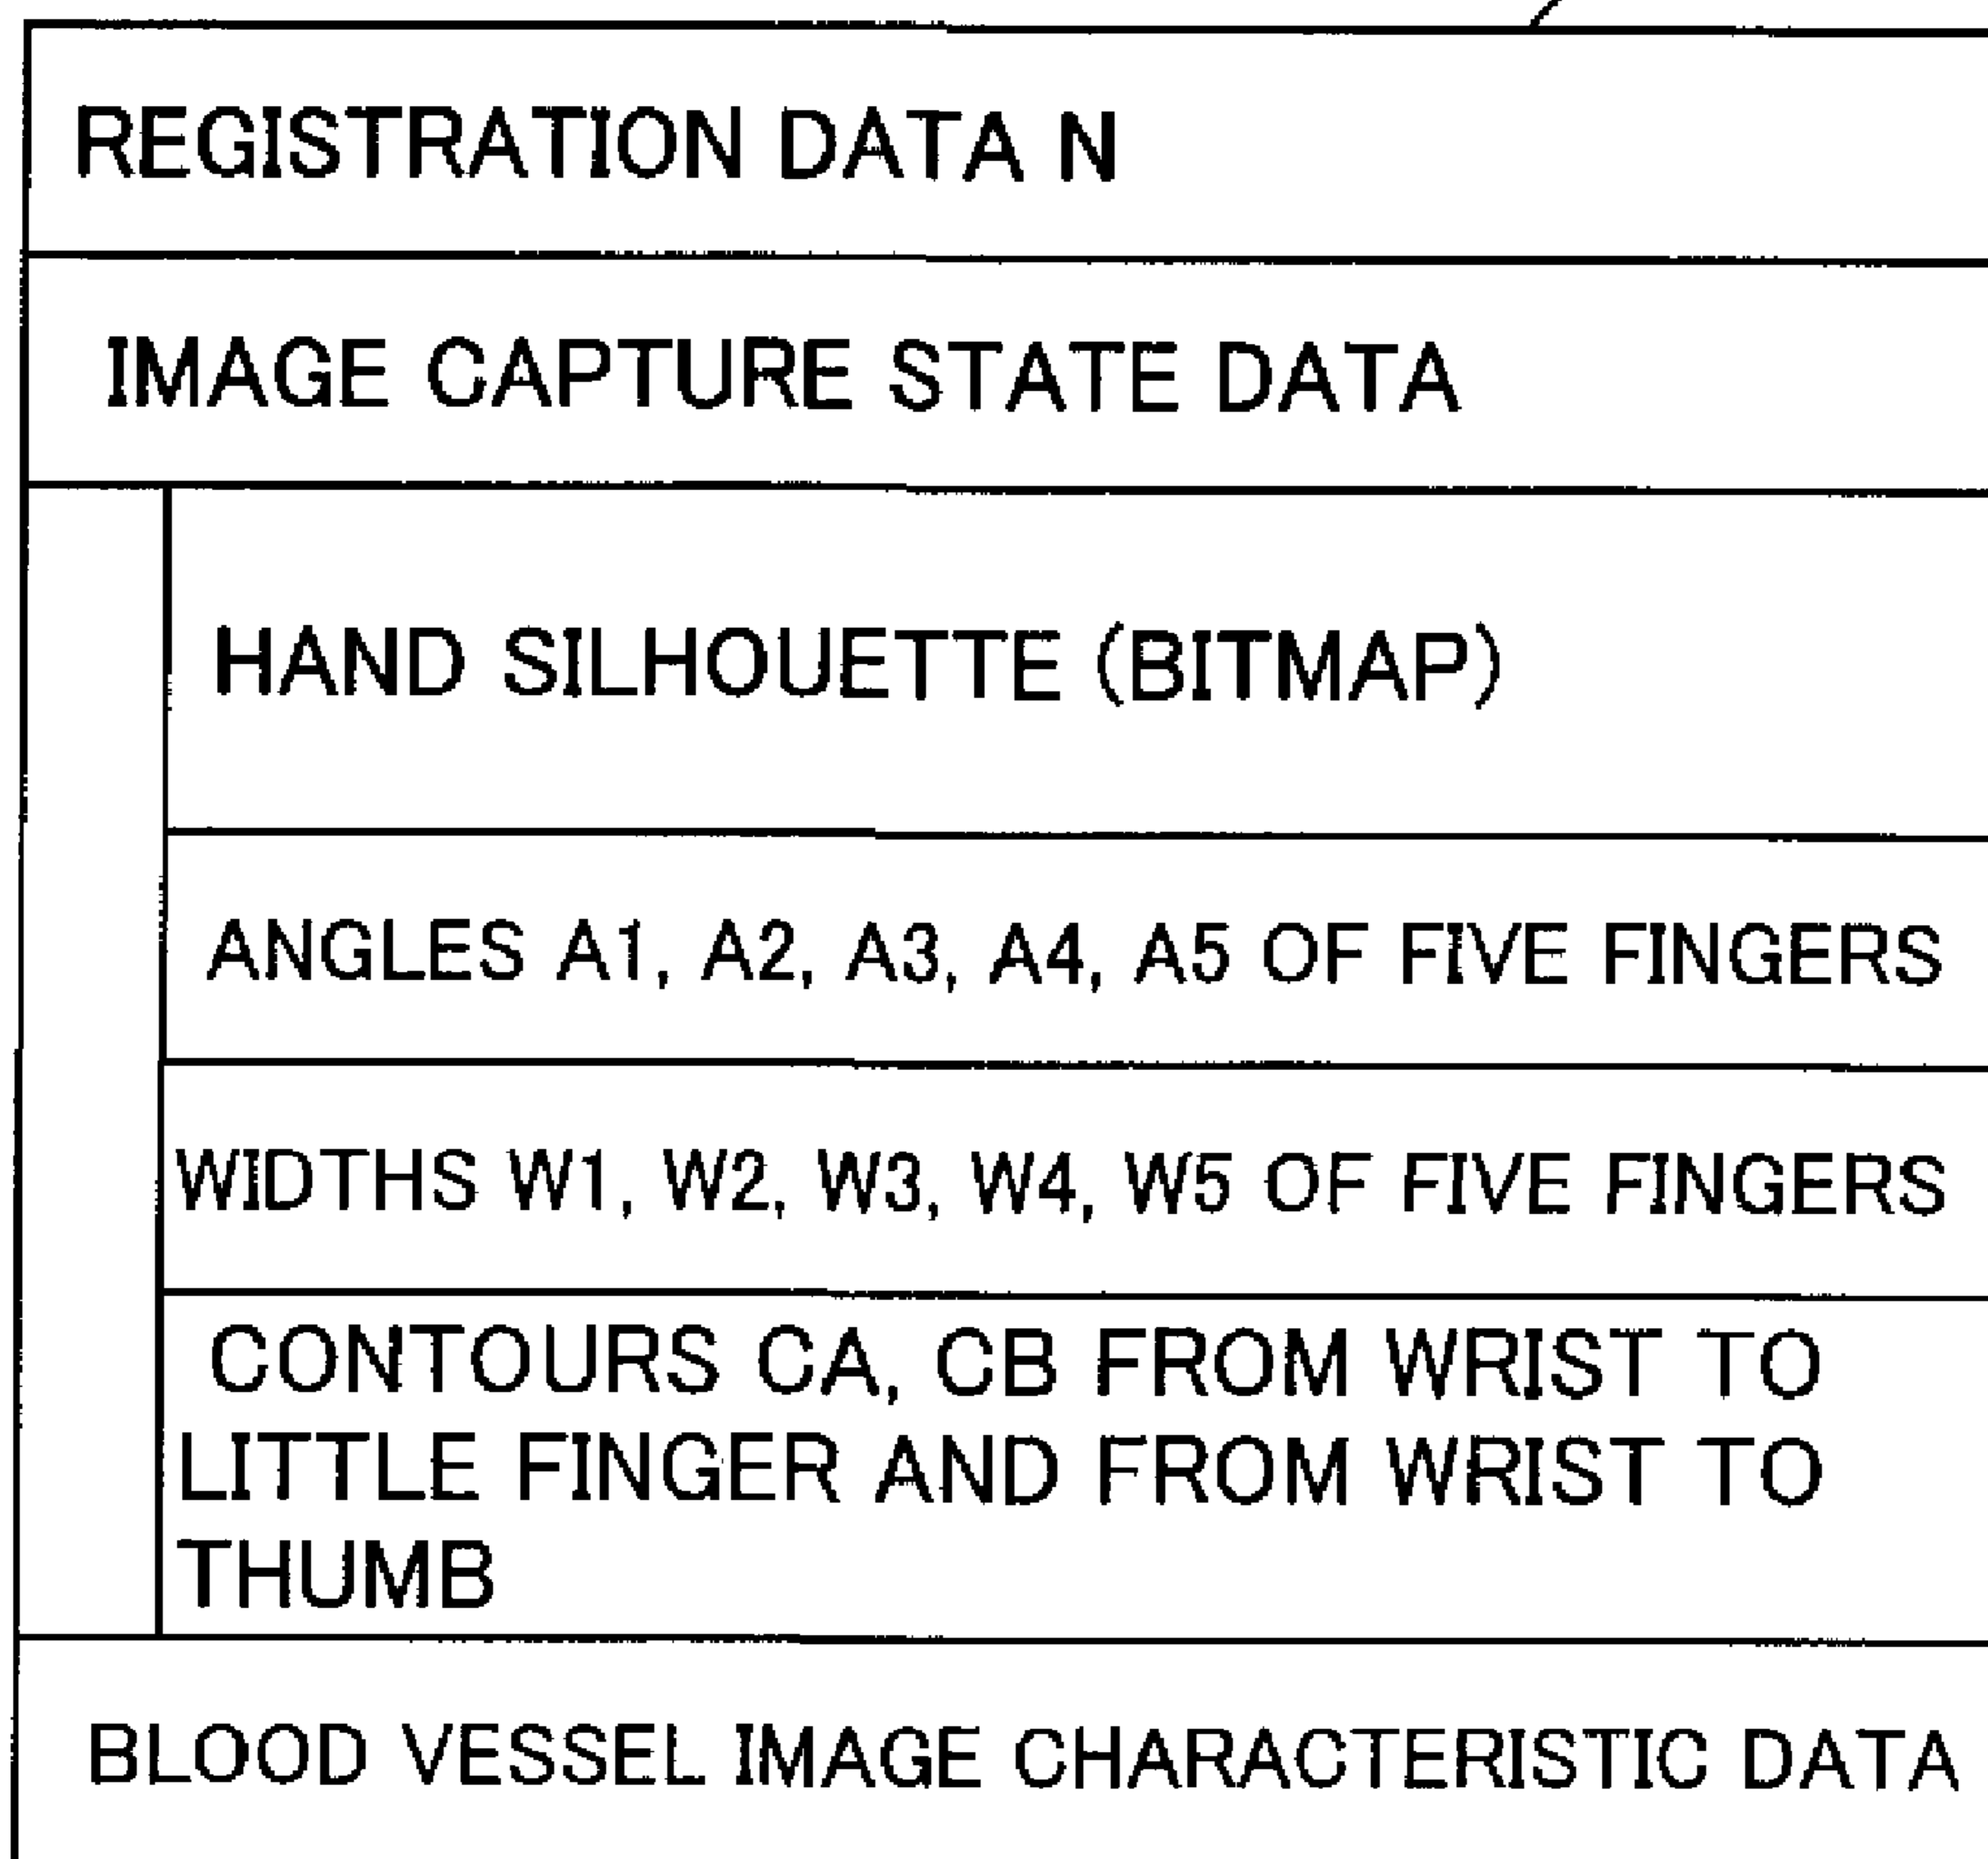 REGISTRATION DATA N
IMAGE CAPTURE STATE DATA
HAND SILHOUETTE (BITMAP)
ANGLES A1, A2, A3, A4, A5 OF FIVE FINGERS
WIDTHS W1, W2, W3, W4, W5 OF FIVE FINGERS
CONTOURS CA, CB FROM WRIST TO
LITTLE FINGER AND FROM WRIST TO
THUMB
BLOOD VESSEL IMAGE CHARACTERISTIC DATA